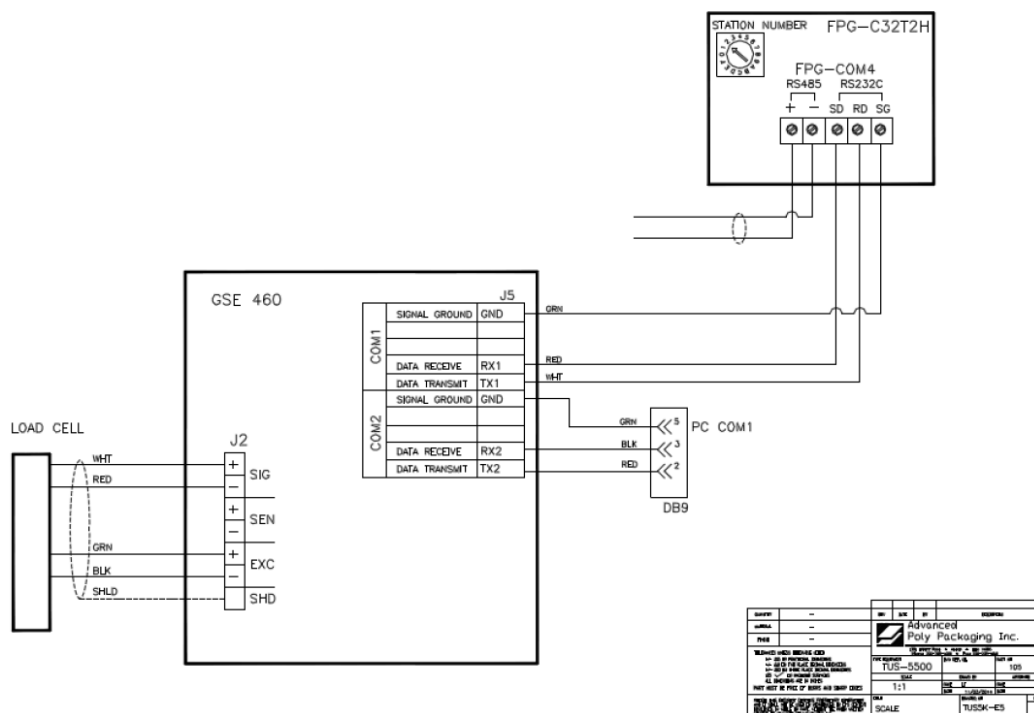 STATION NUMBER FPG-C32T2H
FPG-COM4
RS485 RS232C
+ - SD RD SG
GSE 460
J5
COM1
SIGNAL GROUND GND
DATA RECEIVE RX1
DATA TRANSMIT TX1
COM2
SIGNAL GROUND GND
DATA RECEIVE RX2
DATA TRANSMIT TX2
GRN
RED
WHT
GRN 5
BLK 3
RED 2
PC COM1
DB9
LOAD CELL
WHT
RED
GRN
BLK
SHLD
J2
+
- SIG
+
- SEN
+
- EXC
SHD
Advanced
Poly Packaging Inc.
TUS-5500
105
SCALE
1:1
SCALE
TUS5K-E5